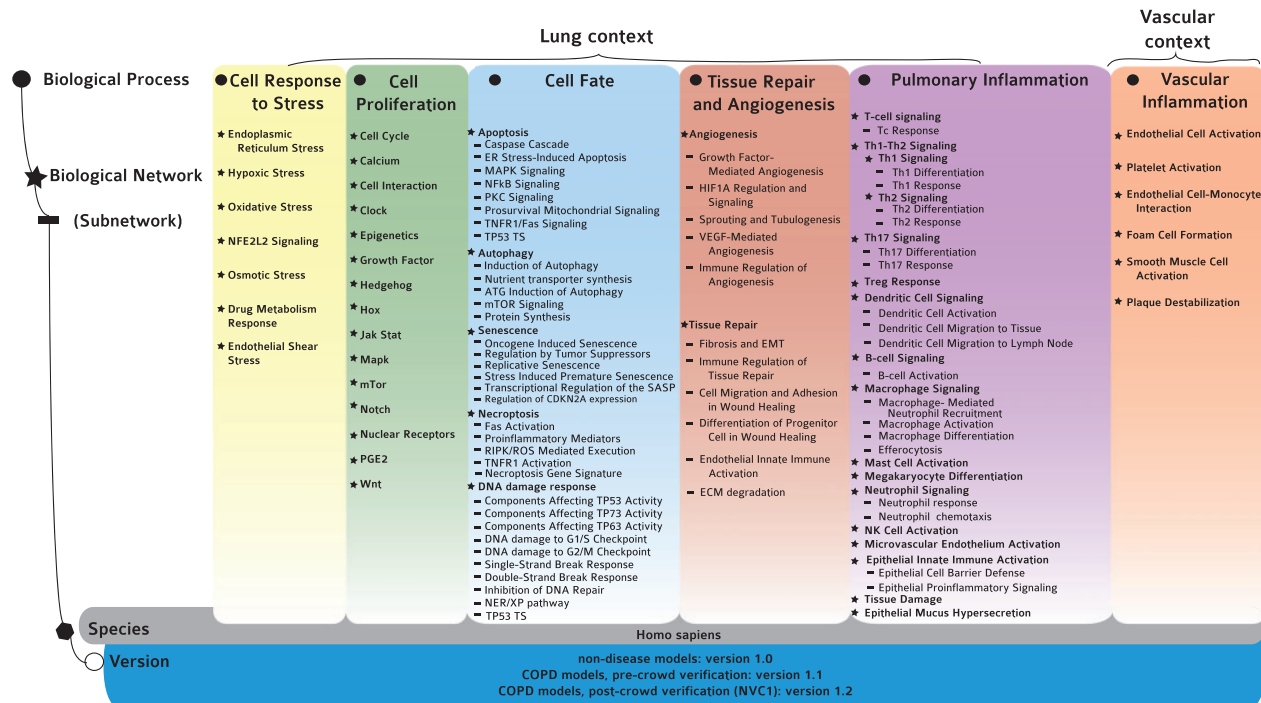 Lung context
Vascular
context
Biological Process
Biological Network
(Subnetwork)
Cell Response
to Stress
Endoplasmic
Reticulum Stress
Hypoxic Stress
Oxidative Stress
NFE2L2 Signaling
Osmotic Stress
Drug Metabolism
Response
Endothelial Shear
Stress
Cell
Proliferation
Cell Cycle
Calcium
Cell Interaction
Clock
Epigenetics
Growth Factor
Hedgehog
Hox
Jak Stat
Mapk
mTor
Notch
Nuclear Receptors
PGE2
Wnt
Cell Fate
Apoptosis
Caspase Cascade
ER Stress-Induced Apoptosis
MAPK Signaling
NFkB Signaling
PKC Signaling
Prosurvival Mitochondrial Signaling
TNFR1/Fas Signaling
TP53 TS
Autophagy
Induction of Autophagy
Nutrient transporter synthesis
ATG Induction of Autophagy
mTOR Signaling
Protein Synthesis
Senescence
Oncogene Induced Senescence
Regulation by Tumor Suppressors
Replicative Senescence
Stress Induced Premature Senescence
Transcriptional Regulation of the SASP
Regulation of CDKN2A expression
Necroptosis
Fas Activation
Proinflammatory Mediators
RIPK/ROS Mediated Execution
TNFR1 Activation
Necroptosis Gene Signature
DNA damage response
Components Affecting TP53 Activity
Components Affecting TP73 Activity
Components Affecting TP63 Activity
DNA damage to G1/S Checkpoint
DNA damage to G2/M Checkpoint
Single-Strand Break Response
Double-Strand Break Response
Inhibition of DNA Repair
NER/XP pathway
TP53 TS
Tissue Repair
and Angiogenesis
Angiogenesis
Growth Factor-
Mediated Angiogenesis
HIF1A Regulation and
Signaling
Sprouting and Tubulogenesis
VEGF-Mediated
Angiogenesis
Immune Regulation of
Angiogenesis
Tissue Repair
Fibrosis and EMT
Immune Regulation of
Tissue Repair
Cell Migration and Adhesion
in Wound Healing
Differentiation of Progenitor
Cell in Wound Healing
Endothelial Innate Immune
Activation
ECM degradation
Pulmonary Inflammation
T-cell signaling
Tc Response
Th1-Th2 Signaling
Th1 Signaling
Th1 Differentiation
Th1 Response
Th2 Signaling
Th2 Differentiation
Th2 Response
Th17 Signaling
Th17 Differentiation
Th17 Response
Treg Response
Dendritic Cell Signaling
Dendritic Cell Activation
Dendritic Cell Migration to Tissue
Dendritic Cell Migration to Lymph Node
B-cell Signaling
B-cell Activation
Macrophage Signaling
Macrophage- Mediated
Neutrophil Recruitment
Macrophage Activation
Macrophage Differentiation
Efferocytosis
Mast Cell Activation
Megakaryocyte Differentiation
Neutrophil Signaling
Neutrophil response
Neutrophil chemotaxis
NK Cell Activation
Microvascular Endothelium Activation
Epithelial Innate Immune Activation
Epithelial Cell Barrier Defense
Epithelial Proinflammatory Signaling
Tissue Damage
Epithelial Mucus Hypersecretion
Vascular
Inflammation
Endothelial Cell Activation
Platelet Activation
Endothelial Cell-Monocyte
Interaction
Foam Cell Formation
Smooth Muscle Cell
Activation
Plaque Destabilization
Species
Homo sapiens
Version
non-disease models: version 1.0
COPD models, pre-crowd verification: version 1.1
COPD models, post-crowd verification (NVC1): version 1.2